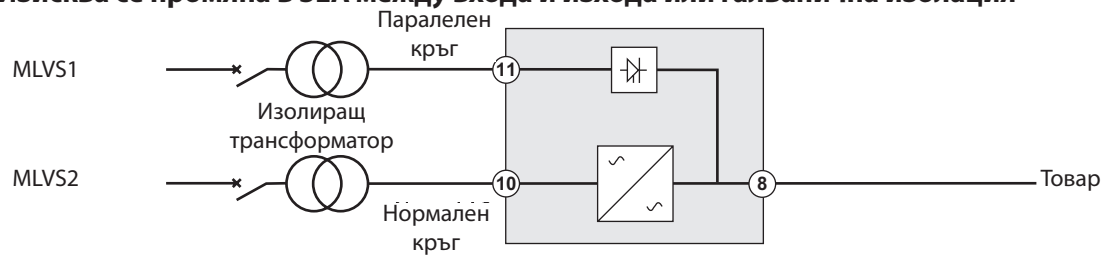 Паралелен
кръг
MLVS1
11
Изолиращ
трансформатор
MLVS2
10
8
Товар
Нормален
кръг